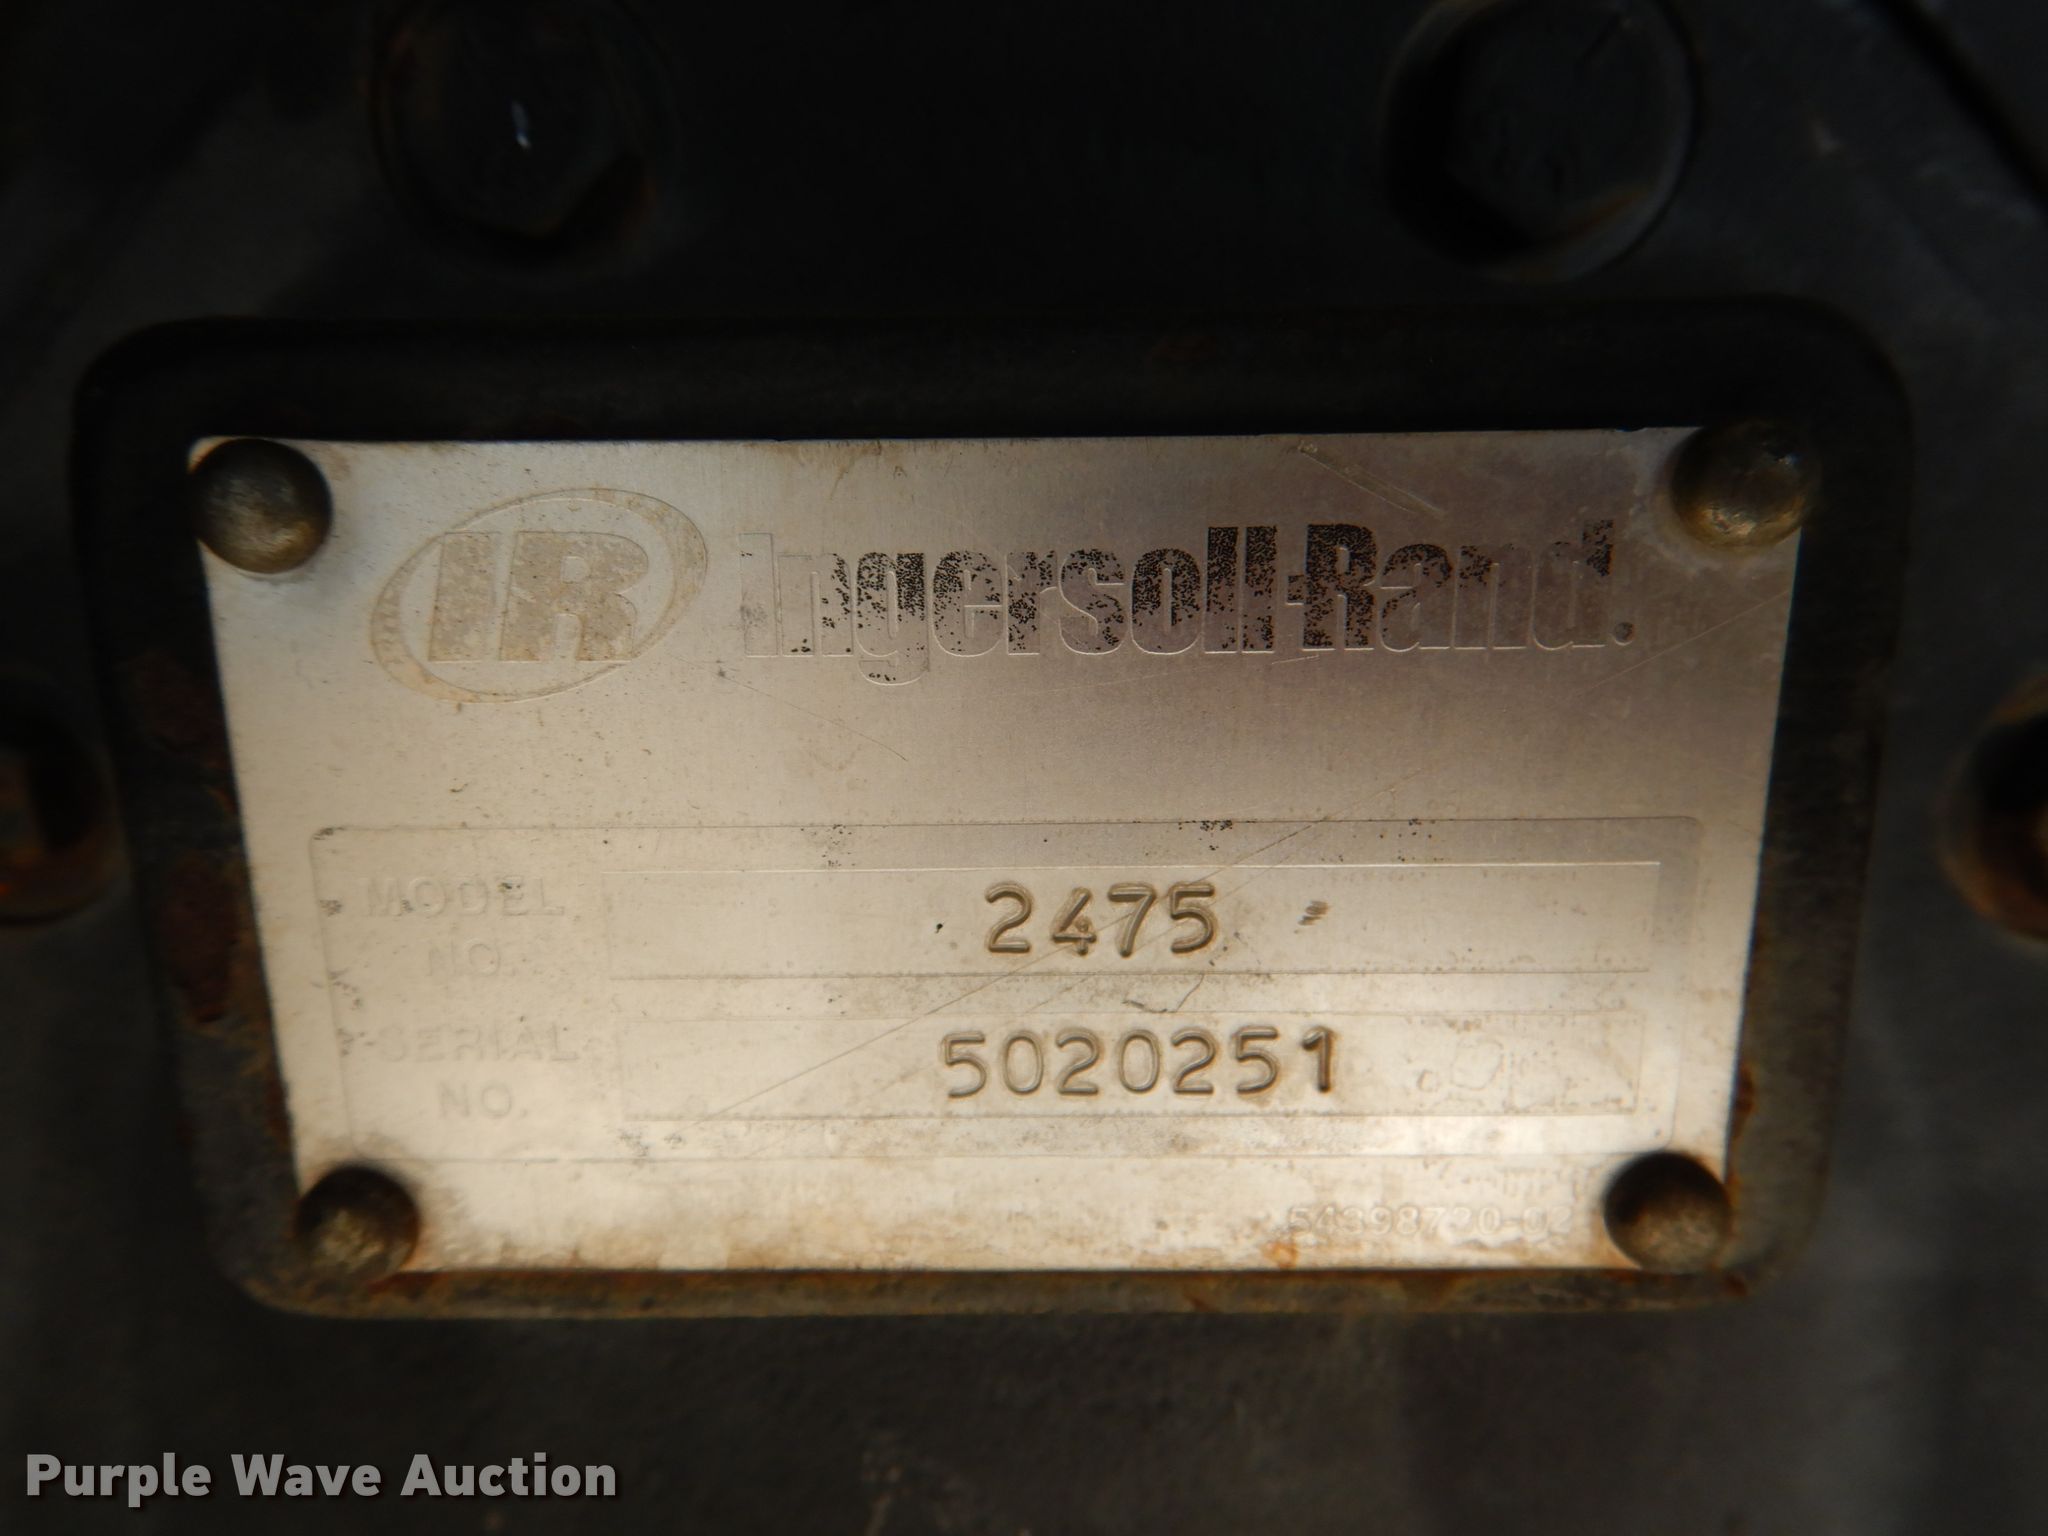 IR Ingersoll-Rand.
MODEL NO. 2475
SERIAL NO. 5020251
Purple Wave Auction